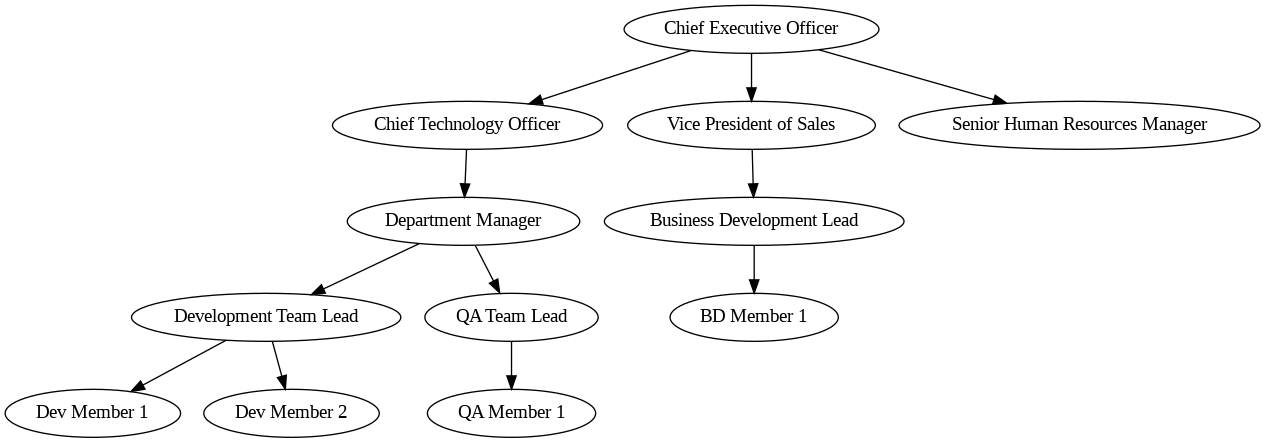 Chief Executive Officer
Chief Technology Officer
Vice President of Sales
Senior Human Resources Manager
Department Manager
Business Development Lead
Development Team Lead
QA Team Lead
BD Member 1
Dev Member 1
Dev Member 2
QA Member 1